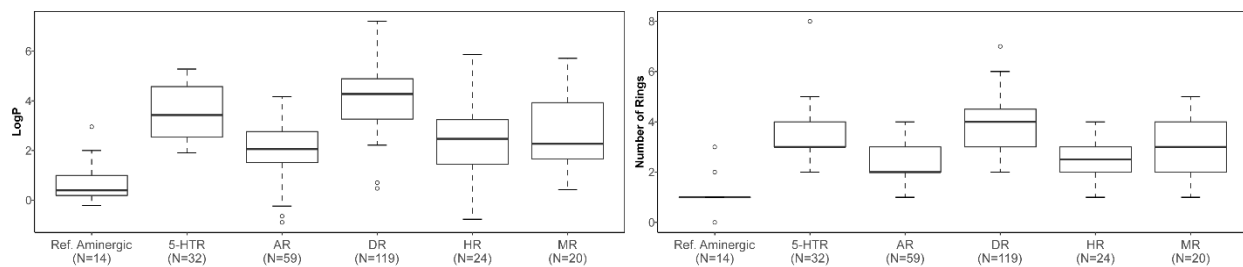 LogP
6
4
2
0
Ref. Aminergic
(N=14)
5-HTR
(N=32)
AR
(N=59)
DR
(N=119)
HR
(N=24)
MR
(N=20)
Number of Rings
8
6
4
2
0
Ref. Aminergic
(N=14)
5-HTR
(N=32)
AR
(N=59)
DR
(N=119)
HR
(N=24)
MR
(N=20)